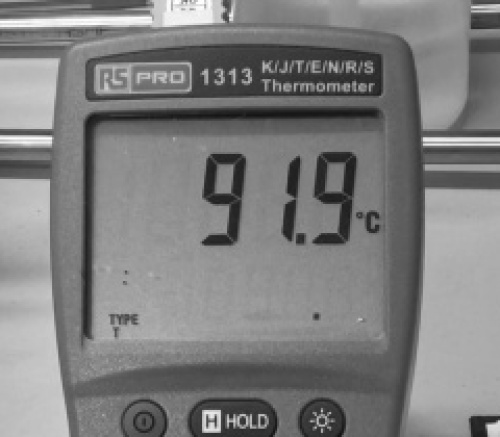 RS PRO 1313 K/J/T/E/N/R/S
Thermometer
91.9 °C
TYPE
T
H HOLD